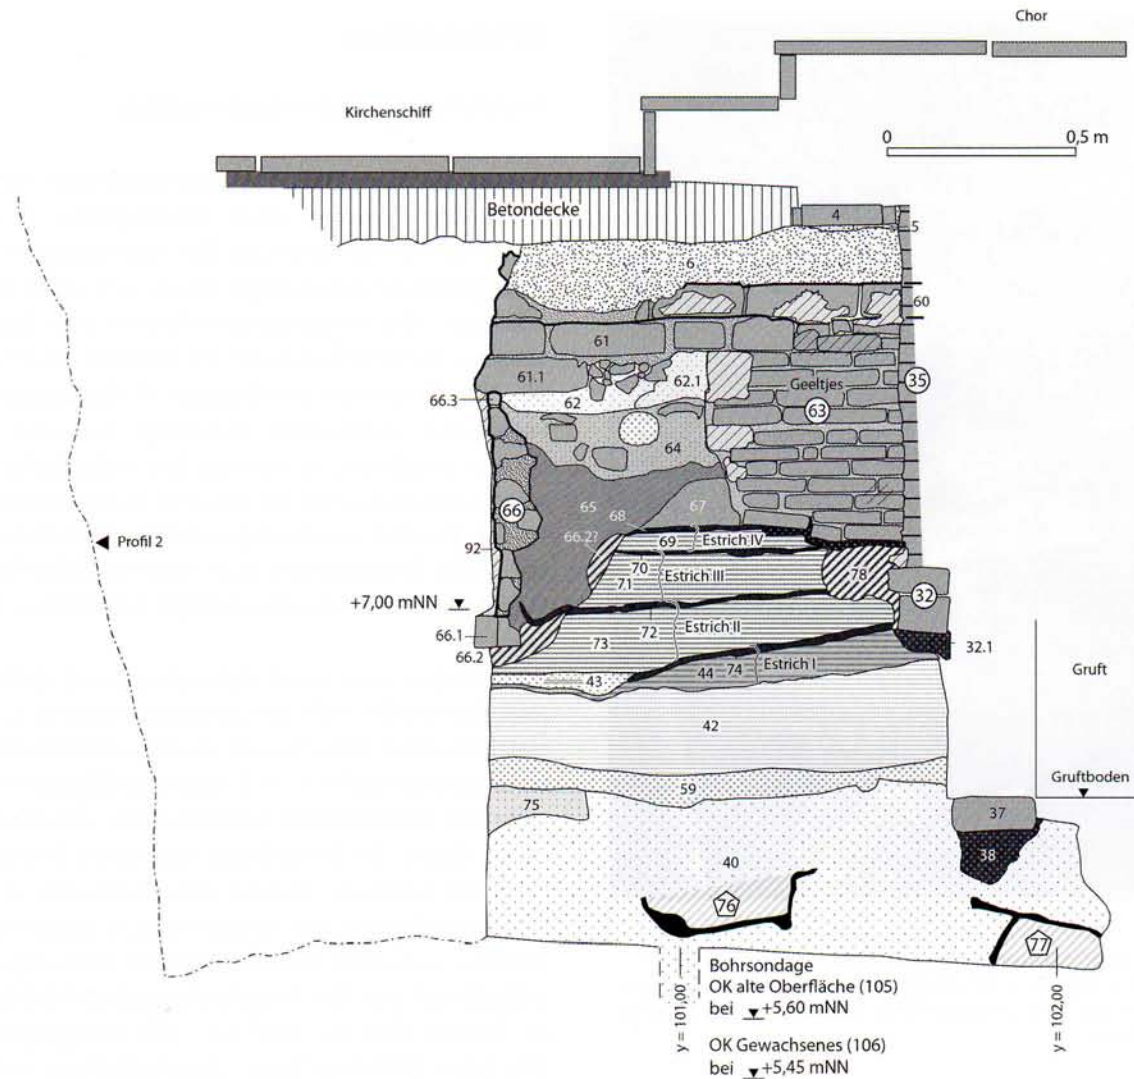 Chor
Kirchenschiff
0 0,5 m
Betondecke
4
5
6
60
61
61.1
62.1
62
66.3
Geeltjes
35
63
64
66
65
67
68
66.2?
69
Estrich IV
Profil 2
92
70
71
Estrich III
78
32
+7,00 mNN
72
Estrich II
66.1
73
66.2
32.1
44
74
Estrich I
43
Gruft
42
Gruftboden
59
75
37
38
40
76
77
Bohrsondage
OK alte Oberfläche (105)
bei +5,60 mNN
y = 101,00
y = 102,00
OK Gewachsenes (106)
bei +5,45 mNN